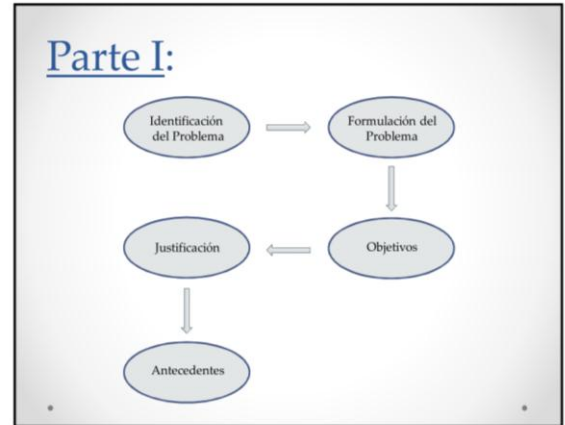 Parte I:
Identificación
del Problema
Formulación del
Problema
Objetivos
Justificación
Antecedentes